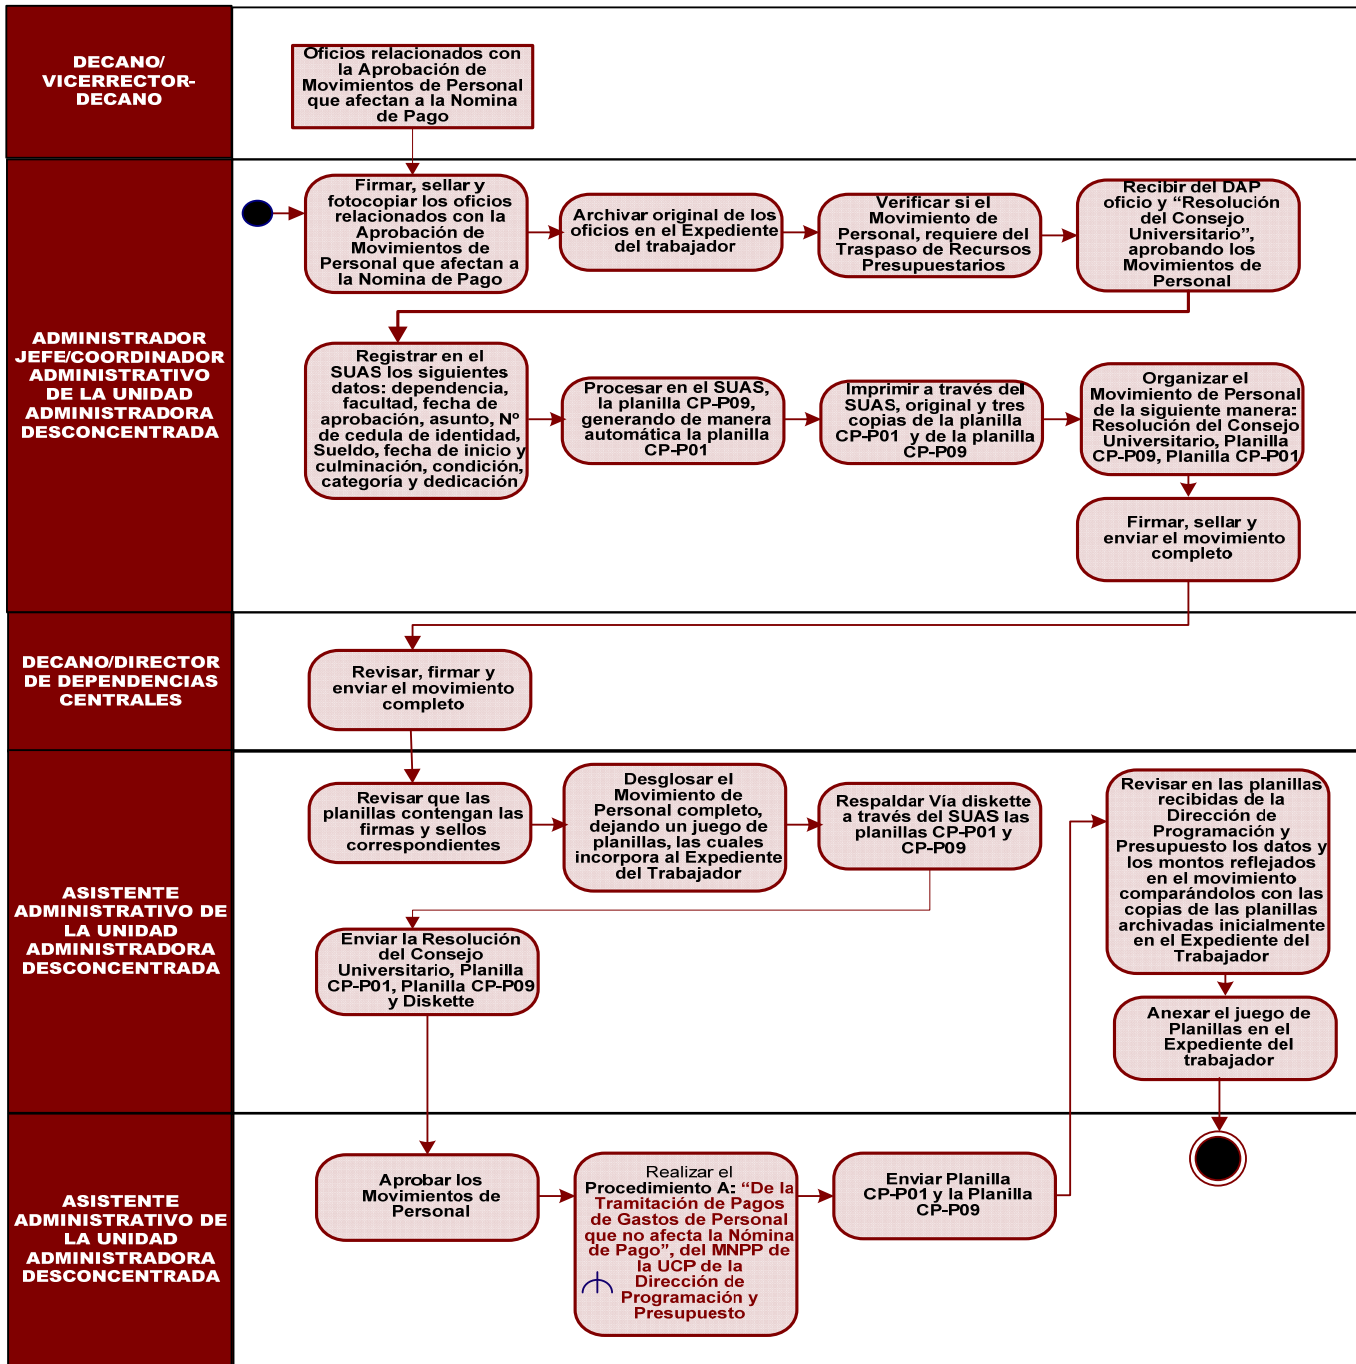 DECANO/
VICERRECTOR-
DECANO
Oficios relacionados con
la Aprobación de
Movimientos de Personal
que afectan a la Nomina
de Pago
ADMINISTRADOR
JEFE/COORDINADOR
ADMINISTRATIVO
DE LA UNIDAD
ADMINISTRADORA
DESCONCENTRADA
Firmar, sellar y
fotocopiar los oficios
relacionados con la
Aprobación de
Movimientos de
Personal que afectan a
la Nomina de Pago
Archivar original de los
oficios en el Expediente
del trabajador
Verificar si el
Movimiento de
Personal, requiere del
Traspaso de Recursos
Presupuestarios
Recibir del DAP
oficio y “Resolución
del Consejo
Universitario”,
aprobando los
Movimientos de
Personal
Registrar en el
SUAS los siguientes
datos: dependencia,
facultad, fecha de
aprobación, asunto, Nº
de cedula de identidad,
Sueldo, fecha de inicio y
culminación, condición,
categoría y dedicación
Procesar en el SUAS,
la planilla CP-P09,
generando de manera
automática la planilla
CP-P01
Imprimir a través del
SUAS, original y tres
copias de la planilla
CP-P01 y de la planilla
CP-P09
Organizar el
Movimiento de Personal
de la siguiente manera:
Resolución del Consejo
Universitario, Planilla
CP-P09, Planilla CP-P01
Firmar, sellar y
enviar el movimiento
completo
DECANO/DIRECTOR
DE DEPENDENCIAS
CENTRALES
Revisar, firmar y
enviar el movimiento
completo
ASISTENTE
ADMINISTRATIVO DE
LA UNIDAD
ADMINISTRADORA
DESCONCENTRADA
Revisar que las
planillas contengan las
firmas y sellos
correspondientes
Desglosar el
Movimiento de
Personal completo,
dejando un juego de
planillas, las cuales
incorpora al Expediente
del Trabajador
Respaldar Vía diskette
a través del SUAS las
planillas CP-P01 y
CP-P09
Revisar en las planillas
recibidas de la
Dirección de
Programación y
Presupuesto los datos y
los montos reflejados
en el movimiento
comparándolos con las
copias de las planillas
archivadas inicialmente
en el Expediente del
Trabajador
Enviar la Resolución
del Consejo
Universitario, Planilla
CP-P01, Planilla CP-P09
y Diskette
Anexar el juego de
Planillas en el
Expediente del
trabajador
ASISTENTE
ADMINISTRATIVO DE
LA UNIDAD
ADMINISTRADORA
DESCONCENTRADA
Aprobar los
Movimientos de
Personal
Realizar el
Procedimiento A: “De la
Tramitación de Pagos
de Gastos de Personal
que no afecta la Nómina
de Pago”, del MNPP de
la UCP de la
Dirección de
Programación y
Presupuesto
Enviar Planilla
CP-P01 y la Planilla
CP-P09